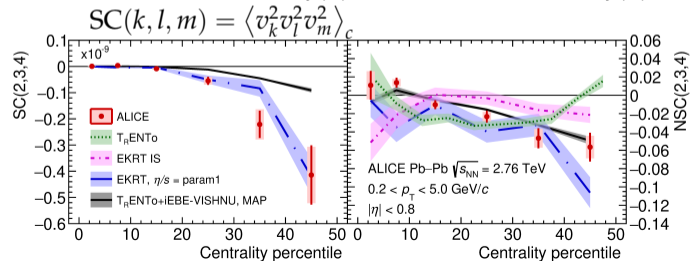 SC(k, l, m) = ⟨v_k^2 v_l^2 v_m^2⟩_c
×10^-9
0.1
0
−0.1
−0.2
−0.3
−0.4
−0.5
−0.6
SC(2,3,4)
ALICE
T_RENTo
EKRT IS
EKRT, η/s = param1
T_RENTo+iEBE-VISHNU, MAP
0 10 20 30 40 50
Centrality percentile
ALICE Pb–Pb √s_NN = 2.76 TeV
0.2 < p_T < 5.0 GeV/c
|η| < 0.8
0 10 20 30 40 50
Centrality percentile
0.06
0.04
0.02
0
−0.02
−0.04
−0.06
−0.08
−0.1
−0.12
−0.14
NSC(2,3,4)